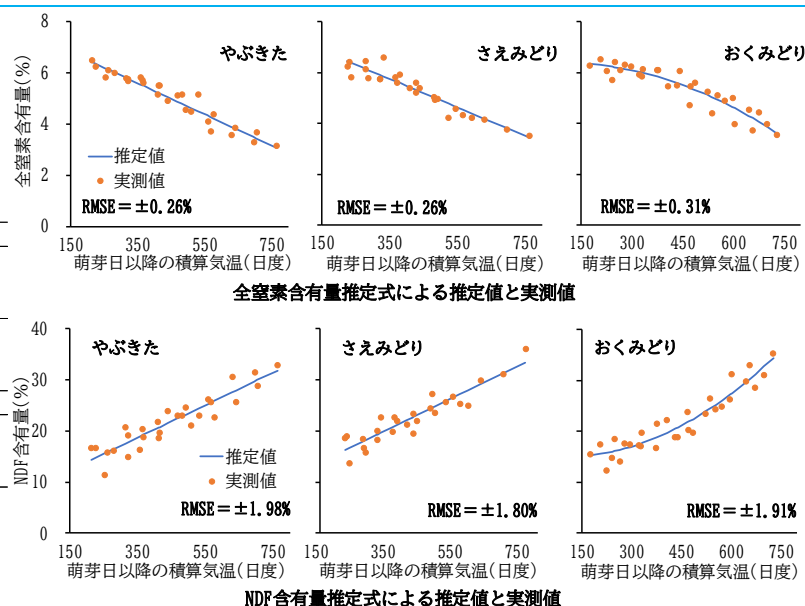 全窒素含有量(%)
8
6
4
2
0
やぶきた
推定値
実測値
RMSE＝±0.26%
150 350 550 750
萌芽日以降の積算気温(日度)
さえみどり
RMSE＝±0.26%
150 350 550 750
萌芽日以降の積算気温(日度)
おくみどり
RMSE＝±0.31%
150 300 450 600 750
萌芽日以降の積算気温(日度)
全窒素含有量推定式による推定値と実測値
NDF含有量(%)
40
30
20
10
0
やぶきた
推定値
実測値
RMSE＝±1.98%
150 350 550 750
萌芽日以降の積算気温(日度)
さえみどり
RMSE＝±1.80%
150 350 550 750
萌芽日以降の積算気温(日度)
おくみどり
RMSE＝±1.91%
150 300 450 600 750
萌芽日以降の積算気温(日度)
NDF含有量推定式による推定値と実測値